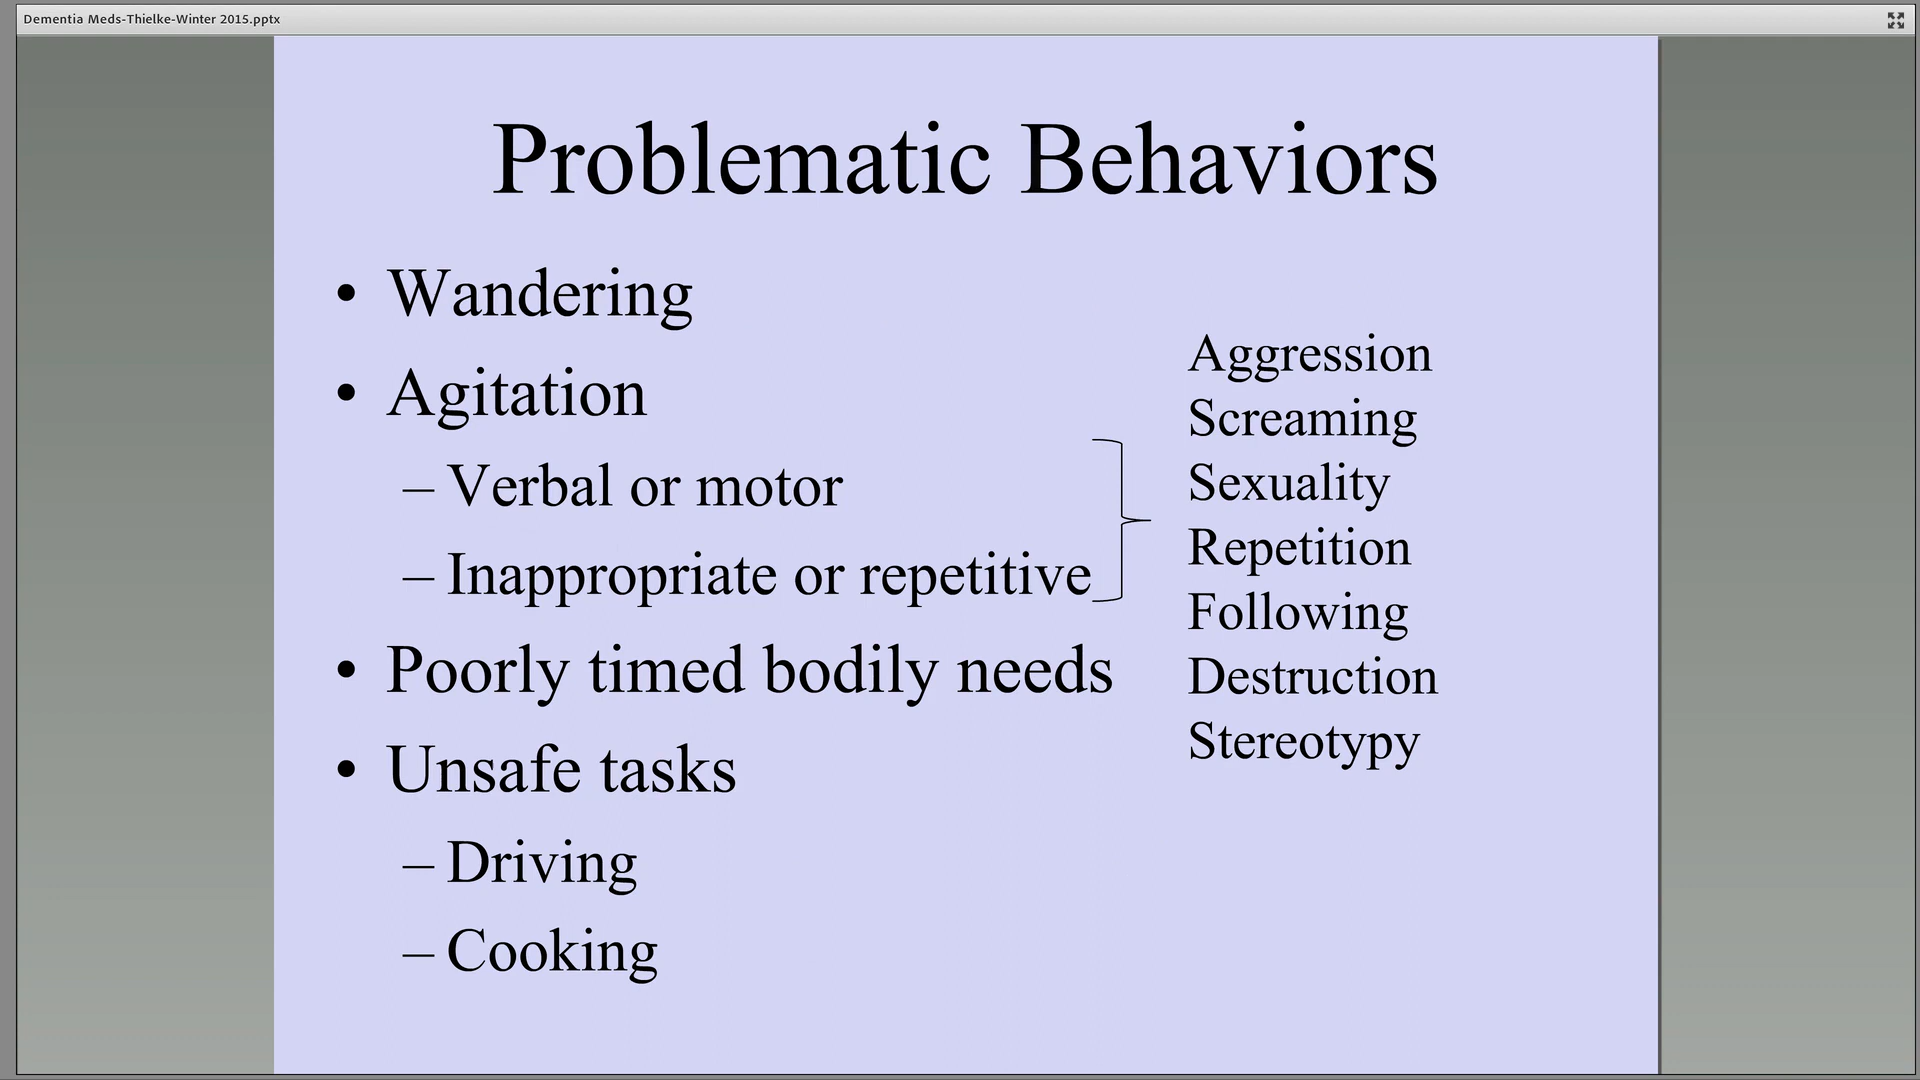 Dementia Meds-Thielke-Winter 2015.pptx
Problematic Behaviors
• Wandering
• Agitation
– Verbal or motor
– Inappropriate or repetitive
• Poorly timed bodily needs
• Unsafe tasks
– Driving
– Cooking
Aggression
Screaming
Sexuality
Repetition
Following
Destruction
Stereotypy